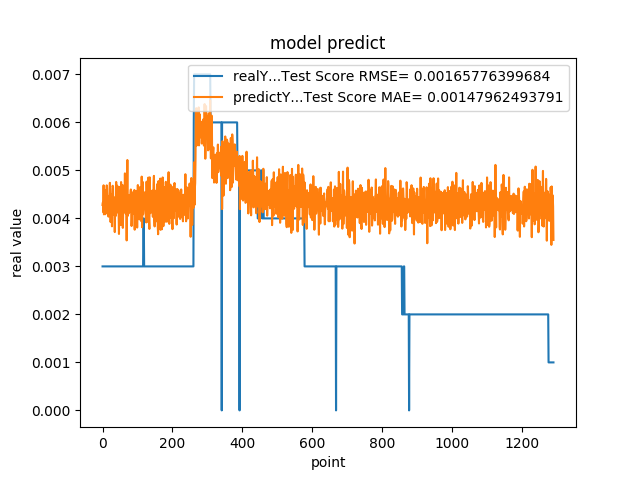 model predict
realY...Test Score RMSE= 0.00165776399684
predictY...Test Score MAE= 0.00147962493791
0.007
0.006
0.005
0.004
0.003
0.002
0.001
0.000
real value
0 200 400 600 800 1000 1200
point